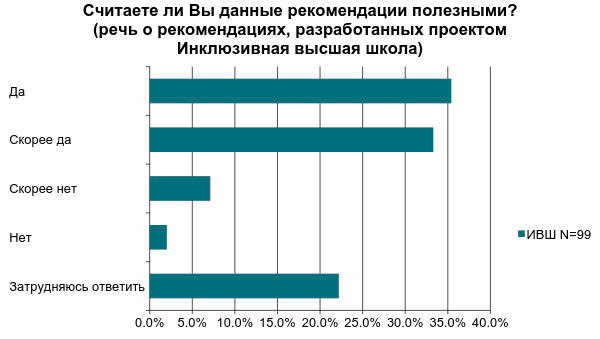 Считаете ли Вы данные рекомендации полезными?
(речь о рекомендациях, разработанных проектом
Инклюзивная высшая школа)
Да
Скорее да
Скорее нет
Нет
Затрудняюсь ответить
ИВШ N=99
0.0% 5.0% 10.0% 15.0% 20.0% 25.0% 30.0% 35.0% 40.0%